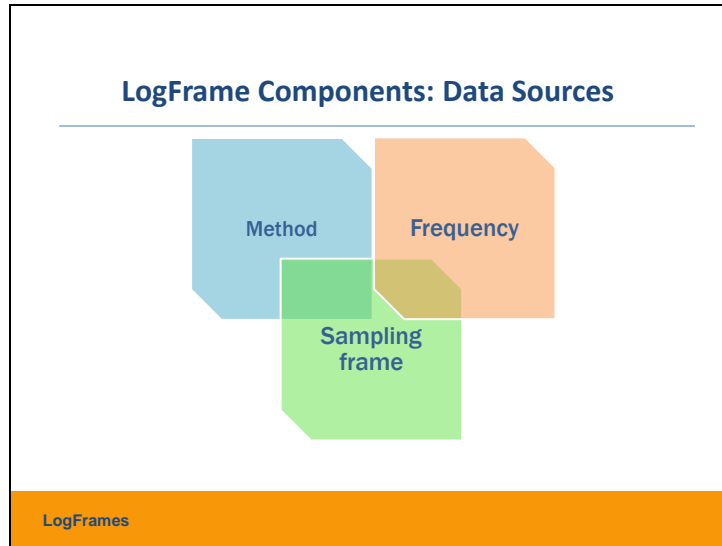 LogFrame Components: Data Sources
Method
Frequency
Sampling
frame
LogFrames